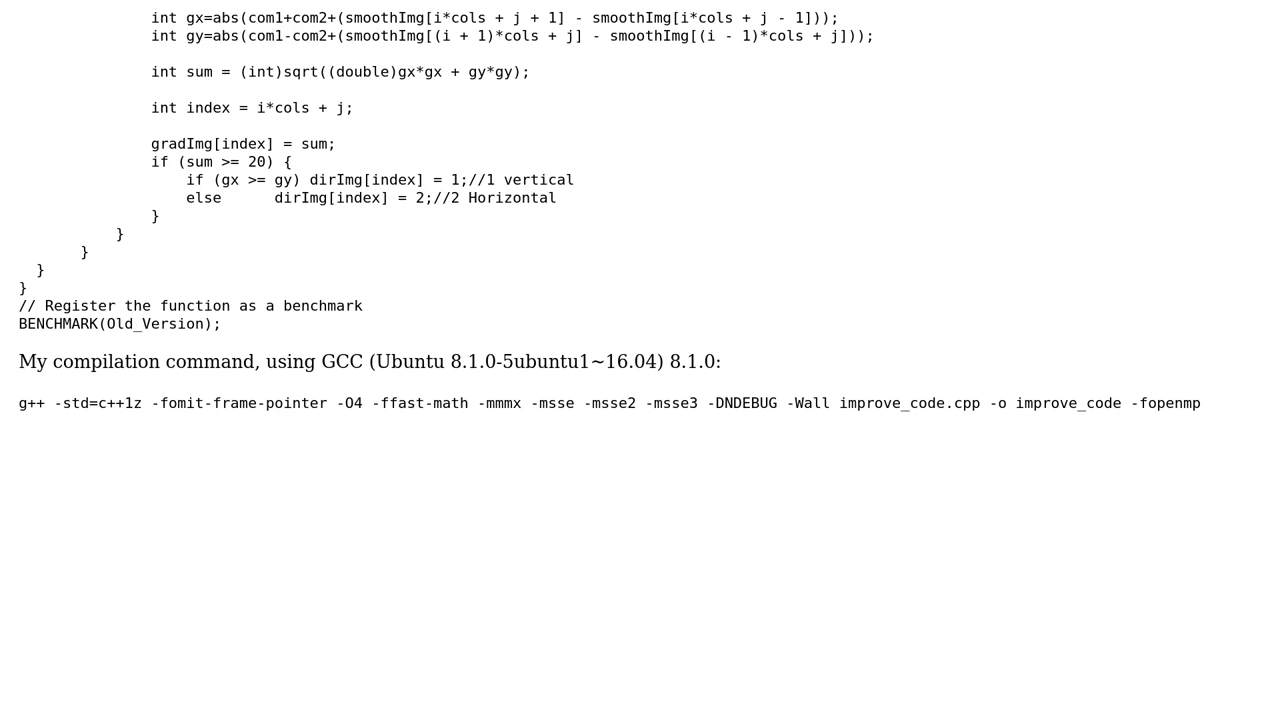 int gx=abs(com1+com2+(smoothImg[i*cols + j + 1] - smoothImg[i*cols + j - 1]));
int gy=abs(com1-com2+(smoothImg[(i + 1)*cols + j] - smoothImg[(i - 1)*cols + j]));
int sum = (int)sqrt((double)gx*gx + gy*gy);
int index = i*cols + j;
gradImg[index] = sum;
if (sum >= 20) {
if (gx >= gy) dirImg[index] = 1;//1 vertical
else      dirImg[index] = 2;//2 Horizontal
}
}
}
}
}
// Register the function as a benchmark
BENCHMARK(Old_Version);
My compilation command, using GCC (Ubuntu 8.1.0-5ubuntu1~16.04) 8.1.0:
g++ -std=c++1z -fomit-frame-pointer -O4 -ffast-math -mmmx -msse -msse2 -msse3 -DNDEBUG -Wall improve_code.cpp -o improve_code -fopenmp